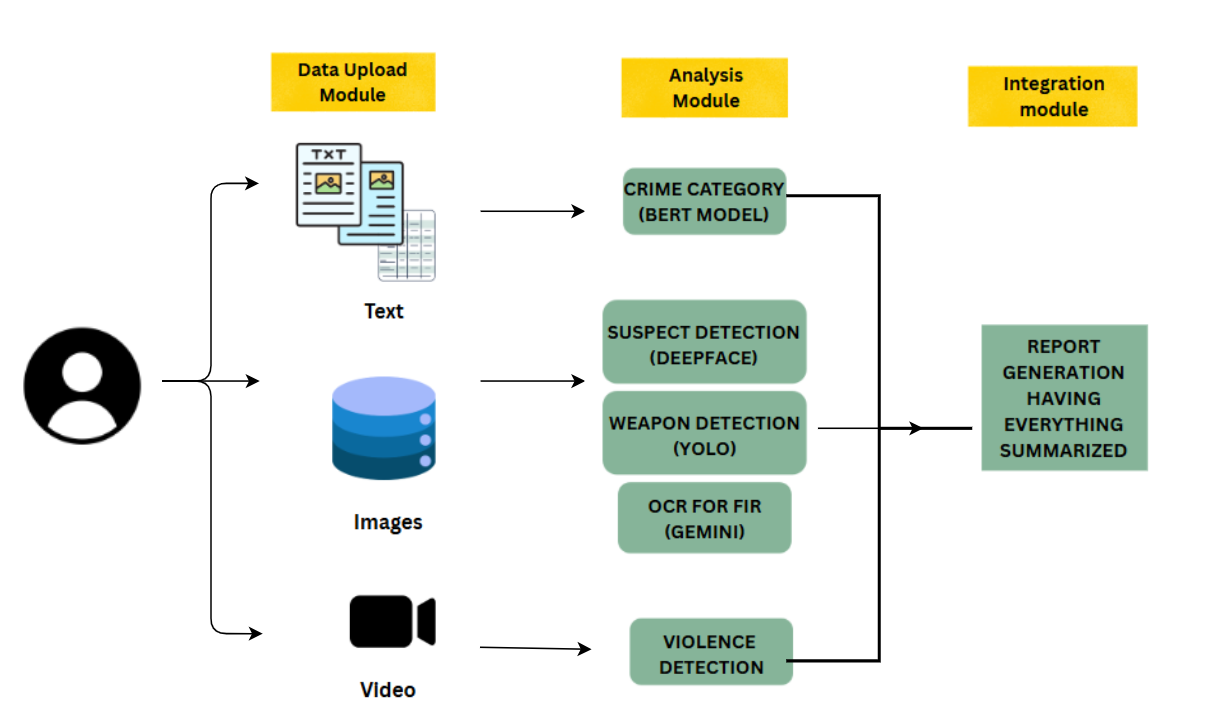 Data Upload
Module
Analysis
Module
Integration
module
TXT
Text
CRIME CATEGORY
(BERT MODEL)
Images
SUSPECT DETECTION
(DEEPFACE)
WEAPON DETECTION
(YOLO)
OCR FOR FIR
(GEMINI)
Video
VIOLENCE
DETECTION
REPORT
GENERATION
HAVING
EVERYTHING
SUMMARIZED